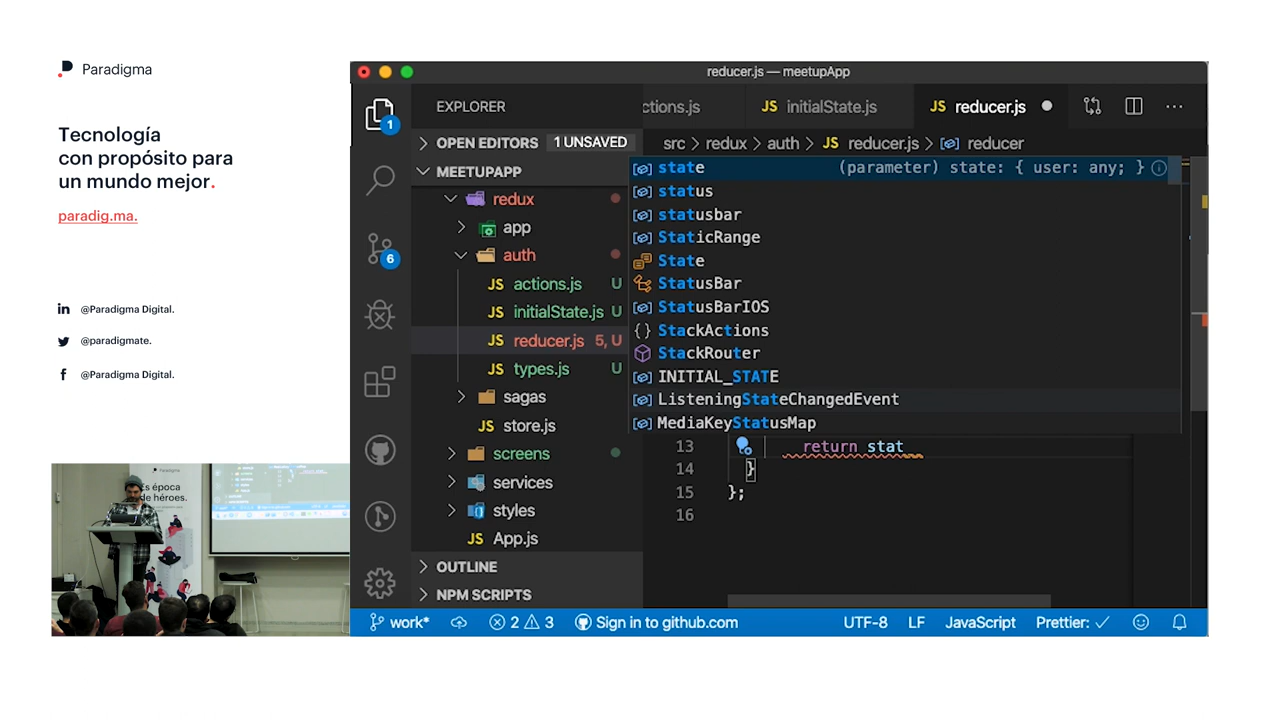 Paradigma
Tecnología
con propósito para
un mundo mejor.
paradig.ma.
@Paradigma Digital.
@paradigmate.
@Paradigma Digital.
Paradigma
Es época
de héroes.
reducer.js — meetupApp
EXPLORER
ctions.js
JS initialState.js
JS reducer.js
1
OPEN EDITORS 1 UNSAVED
src > redux > auth > JS reducer.js > reducer
MEETUPAPP
redux
app
auth
JS actions.js U
JS initialState.js U
JS reducer.js 5, U
JS types.js U
sagas
JS store.js
screens
services
styles
JS App.js
OUTLINE
NPM SCRIPTS
6
state (parameter) state: { user: any; }
status
statusbar
StaticRange
State
StatusBar
StatusBarIOS
{} StackActions
StackRouter
INITIAL_STATE
ListeningStateChangedEvent
MediaKeyStatusMap
13 return stat
14 }
15 };
16
work* 2 3 Sign in to github.com UTF-8 LF JavaScript Prettier: ✓